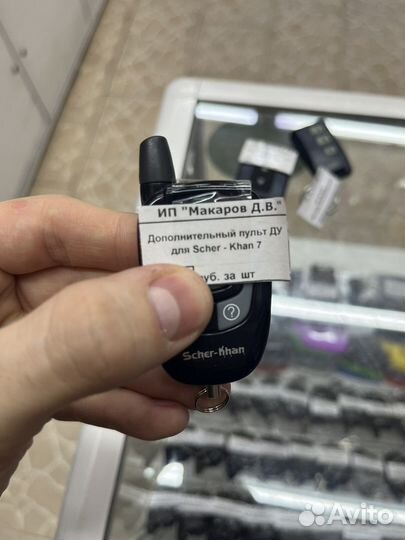 ИП "Макаров Д.В."
Дополнительный пульт ДУ
для Scher - Khan 7
руб. за шт
?
Scher-Khan
Avito